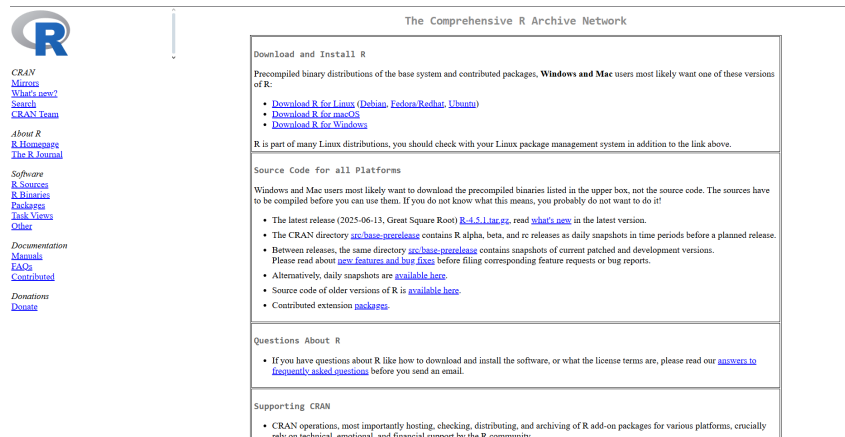 R
The Comprehensive R Archive Network
CRAN
Mirrors
What's new?
Search
CRAN Team
About R
R Homepage
The R Journal
Software
R Sources
R Binaries
Packages
Task Views
Other
Documentation
Manuals
FAQs
Contributed
Donations
Donate
Download and Install R
Precompiled binary distributions of the base system and contributed packages, Windows and Mac users most likely want one of these versions
of R:
• Download R for Linux (Debian, Fedora/Redhat, Ubuntu)
• Download R for macOS
• Download R for Windows
R is part of many Linux distributions, you should check with your Linux package management system in addition to the link above.
Source Code for all Platforms
Windows and Mac users most likely want to download the precompiled binaries listed in the upper box, not the source code. The sources have
to be compiled before you can use them. If you do not know what this means, you probably do not want to do it!
• The latest release (2025-06-13, Great Square Root) R-4.5.1.tar.gz, read what's new in the latest version.
• The CRAN directory src/base-prerelease contains R alpha, beta, and rc releases as daily snapshots in time periods before a planned release.
• Between releases, the same directory src/base-prerelease contains snapshots of current patched and development versions.
Please read about new features and bug fixes before filing corresponding feature requests or bug reports.
• Alternatively, daily snapshots are available here.
• Source code of older versions of R is available here.
• Contributed extension packages.
Questions About R
• If you have questions about R like how to download and install the software, or what the license terms are, please read our answers to
frequently asked questions before you send an email.
Supporting CRAN
• CRAN operations, most importantly hosting, checking, distributing, and archiving of R add-on packages for various platforms, crucially
rely on technical, emotional, and financial support by the R community.